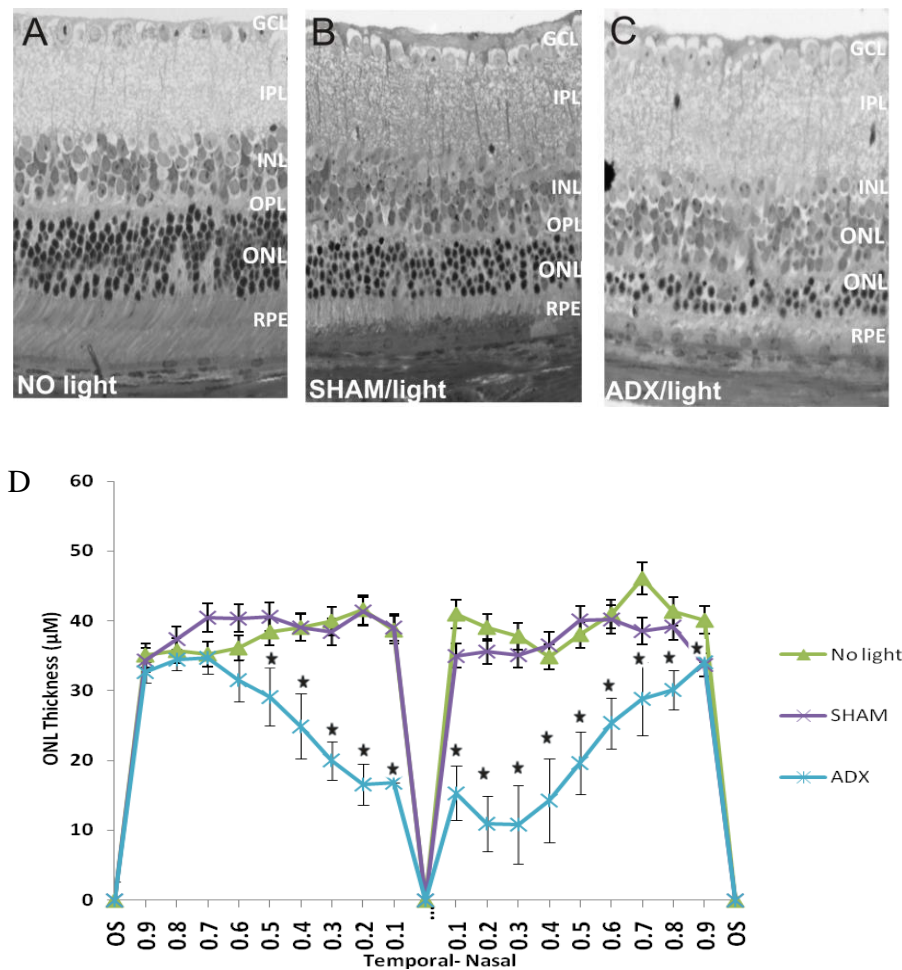 A
GCL
IPL
INL
OPL
ONL
RPE
NO light
B
GCL
IPL
INL
OPL
ONL
RPE
SHAM/light
C
GCL
IPL
INL
ONL
ONL
RPE
ADX/light
D
60
50
40
30
20
10
0
ONL Thickness (µM)
OS
0.9
0.8
0.7
0.6
0.5
0.4
0.3
0.2
0.1
...
0.1
0.2
0.3
0.4
0.5
0.6
0.7
0.8
0.9
OS
Temporal- Nasal
No light
SHAM
ADX